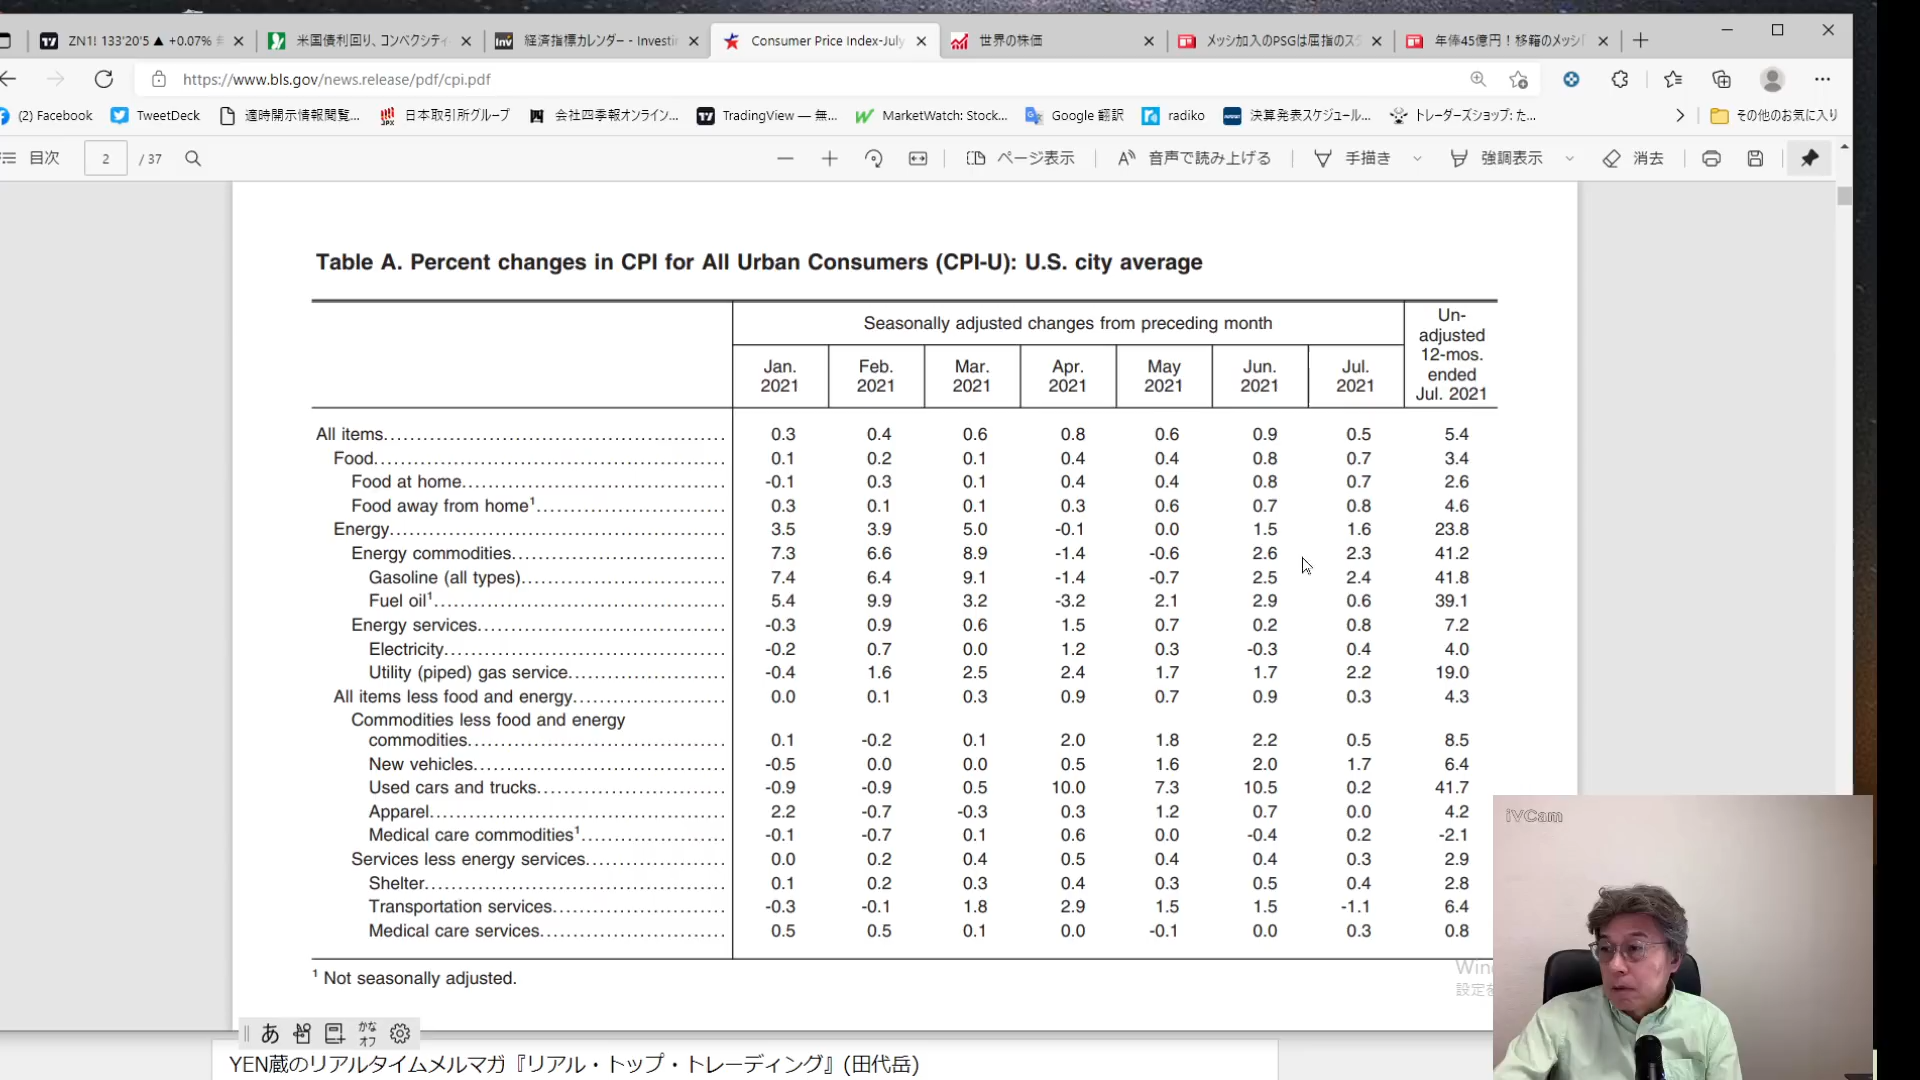 ZN1! 133'20'5 ▲ +0.07%
米国債利回り、コンベクシティ
経済指標カレンダー - Investin
Consumer Price Index-July
世界の株価
メッシ加入のPSGは屈指のス
年俸45億円！移籍のメッシ「
https://www.bls.gov/news.release/pdf/cpi.pdf
(2) Facebook
TweetDeck
適時開示情報閲覧...
日本取引所グループ
会社四季報オンライン...
TradingView — 無...
MarketWatch: Stock...
Google 翻訳
radiko
決算発表スケジュール...
トレーダーズショップ: た...
その他のお気に入り
目次
2 / 37
ページ表示
音声で読み上げる
手描き
強調表示
消去
Table A. Percent changes in CPI for All Urban Consumers (CPI-U): U.S. city average
Seasonally adjusted changes from preceding month
Un-
adjusted
12-mos.
ended
Jul. 2021
Jan. 2021
Feb. 2021
Mar. 2021
Apr. 2021
May 2021
Jun. 2021
Jul. 2021
All items 0.3 0.4 0.6 0.8 0.6 0.9 0.5 5.4
Food 0.1 0.2 0.1 0.4 0.4 0.8 0.7 3.4
Food at home -0.1 0.3 0.1 0.4 0.4 0.8 0.7 2.6
Food away from home¹ 0.3 0.1 0.1 0.3 0.6 0.7 0.8 4.6
Energy 3.5 3.9 5.0 -0.1 0.0 1.5 1.6 23.8
Energy commodities 7.3 6.6 8.9 -1.4 -0.6 2.6 2.3 41.2
Gasoline (all types) 7.4 6.4 9.1 -1.4 -0.7 2.5 2.4 41.8
Fuel oil¹ 5.4 9.9 3.2 -3.2 2.1 2.9 0.6 39.1
Energy services -0.3 0.9 0.6 1.5 0.7 0.2 0.8 7.2
Electricity -0.2 0.7 0.0 1.2 0.3 -0.3 0.4 4.0
Utility (piped) gas service -0.4 1.6 2.5 2.4 1.7 1.7 2.2 19.0
All items less food and energy 0.0 0.1 0.3 0.9 0.7 0.9 0.3 4.3
Commodities less food and energy
commodities 0.1 -0.2 0.1 2.0 1.8 2.2 0.5 8.5
New vehicles -0.5 0.0 0.0 0.5 1.6 2.0 1.7 6.4
Used cars and trucks -0.9 -0.9 0.5 10.0 7.3 10.5 0.2 41.7
Apparel 2.2 -0.7 -0.3 0.3 1.2 0.7 0.0 4.2
Medical care commodities¹ -0.1 -0.7 0.1 0.6 0.0 -0.4 0.2 -2.1
Services less energy services 0.0 0.2 0.4 0.5 0.4 0.4 0.3 2.9
Shelter 0.1 0.2 0.3 0.4 0.3 0.5 0.4 2.8
Transportation services -0.3 -0.1 1.8 2.9 1.5 1.5 -1.1 6.4
Medical care services 0.5 0.5 0.1 0.0 -0.1 0.0 0.3 0.8
¹ Not seasonally adjusted.
iVCam
Win
設定を
あ
かな
オフ
YEN蔵のリアルタイムメルマガ『リアル・トップ・トレーディング』(田代岳)